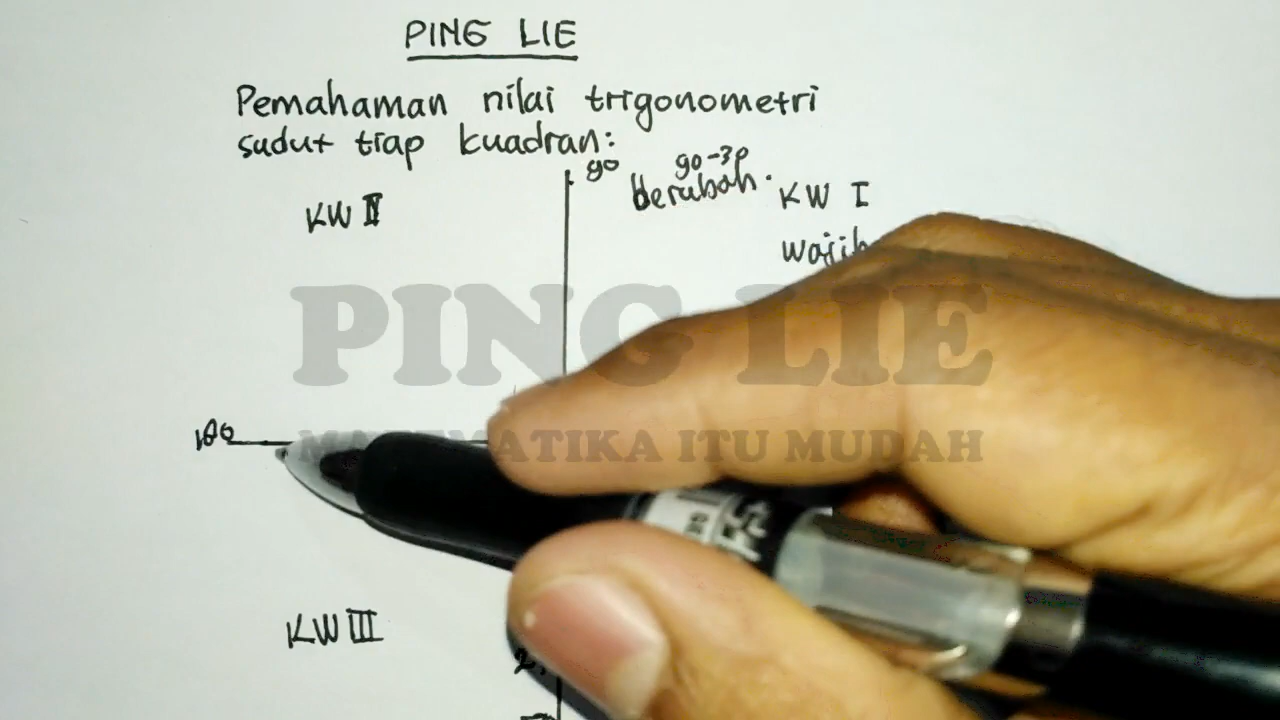 PING LIE
Pemahaman nilai trigonometri
sudut tiap kuadran:
90
90-30
berubah.
KW I
KW II
PING LIE
MATEMATIKA ITU MUDAH
180
KW III